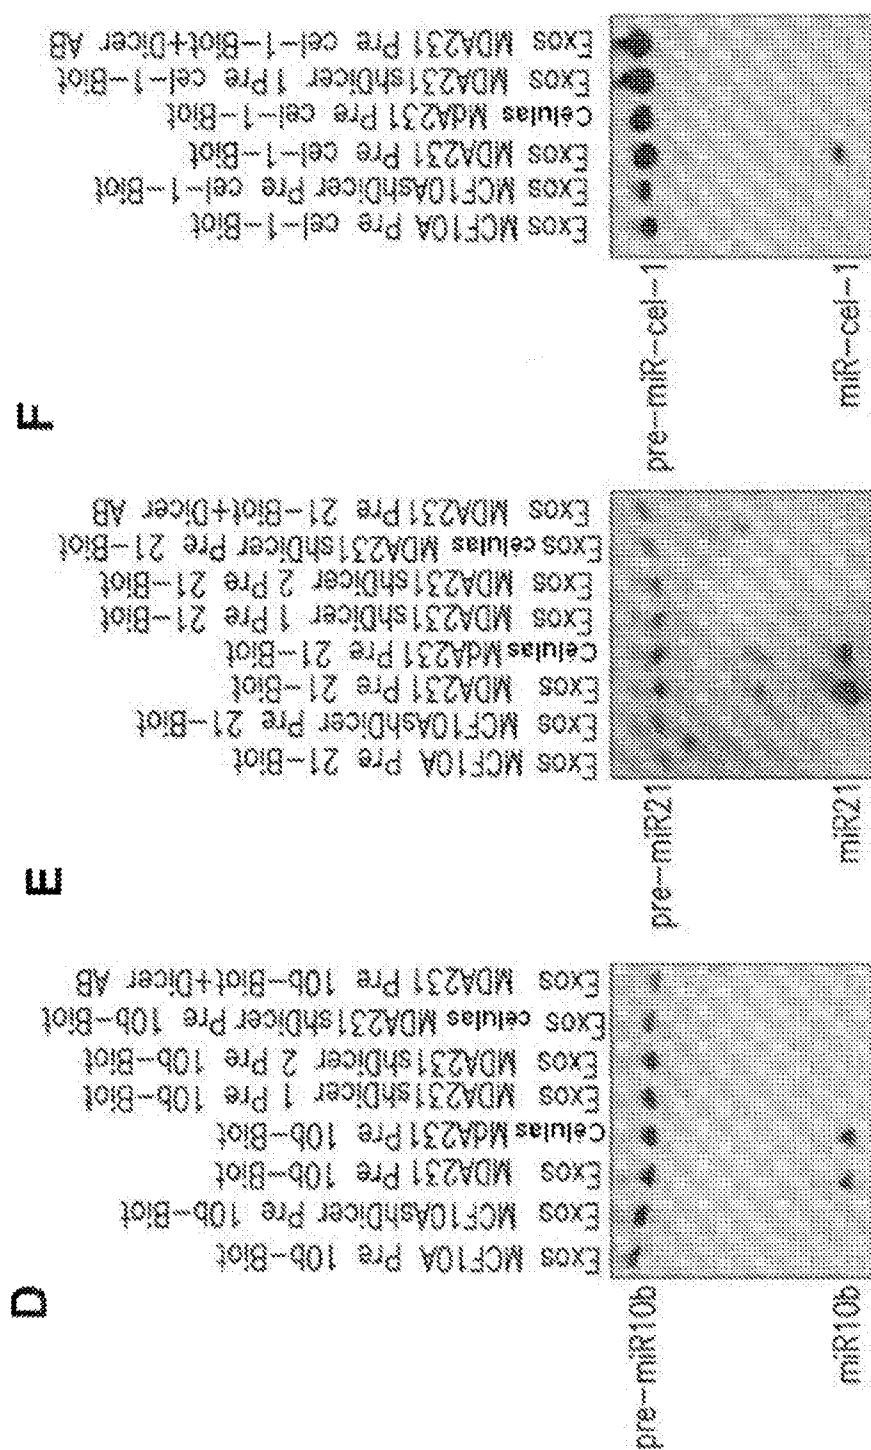 D
Exos MCF10A Pre 10b-Biot
Exos MCF10AshDicer Pre 10b-Biot
Exos MDA231 Pre 10b-Biot
Células MdA231 Pre 10b-Biot
Exos MDA231shDicer 1 Pre 10b-Biot
Exos MDA231shDicer 2 Pre 10b-Biot
Exos células MDA231shDicer Pre 10b-Biot
Exos MDA231 Pre 10b-Biot+Dicer AB
pre-miR10b
miR10b
E
Exos MCF10A Pre 21-Biot
Exos MCF10AshDicer Pre 21-Biot
Exos MDA231 Pre 21-Biot
Células MdA231 Pre 21-Biot
Exos MDA231shDicer 1 Pre 21-Biot
Exos MDA231shDicer 2 Pre 21-Biot
Exos células MDA231shDicer Pre 21-Biot
Exos MDA231 Pre 21-Biot+Dicer AB
pre-miR21
miR21
F
Exos MCF10A Pre cel-1-Biot
Exos MCF10AshDicer Pre cel-1-Biot
Exos MDA231 Pre cel-1-Biot
Células MdA231 Pre cel-1-Biot
Exos MDA231shDicer 1 Pre cel-1-Biot
Exos MDA231 Pre cel-1-Biot+Dicer AB
pre-miR-cel-1
miR-cel-1